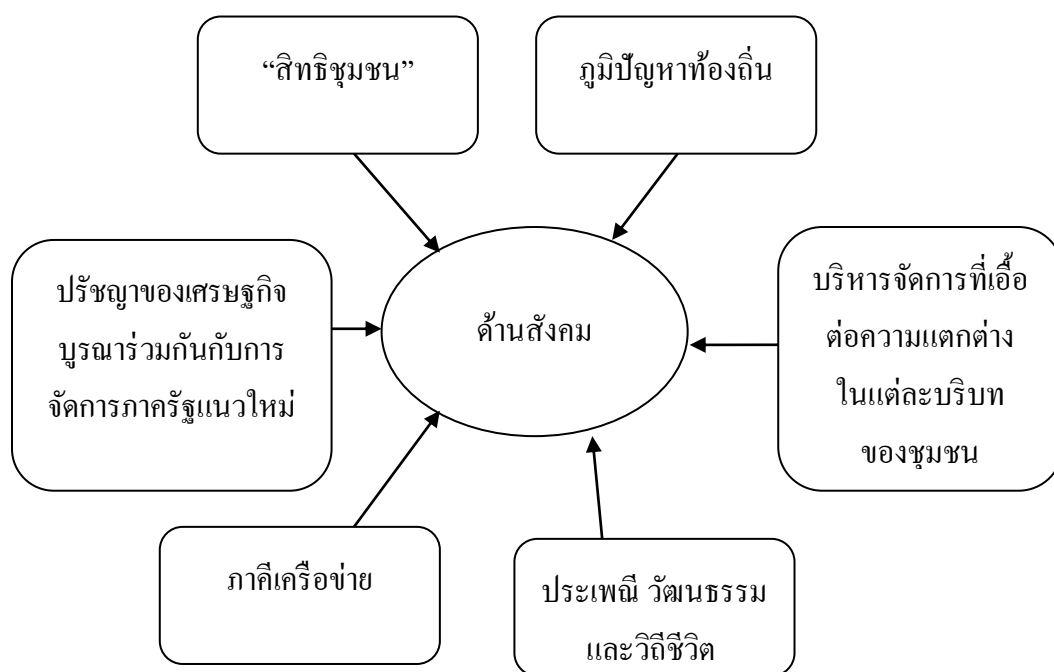 “สิทธิชุมชน”
ภูมิปัญหาท้องถิ่น
ปรัชญาของเศรษฐกิจ
บูรณาร่วมกันกับการ
จัดการภาครัฐแนวใหม่
ด้านสังคม
บริหารจัดการที่เอื้อ
ต่อความแตกต่าง
ในแต่ละบริบท
ของชุมชน
ภาคีเครือข่าย
ประเพณี วัฒนธรรม
และวิถีชีวิต